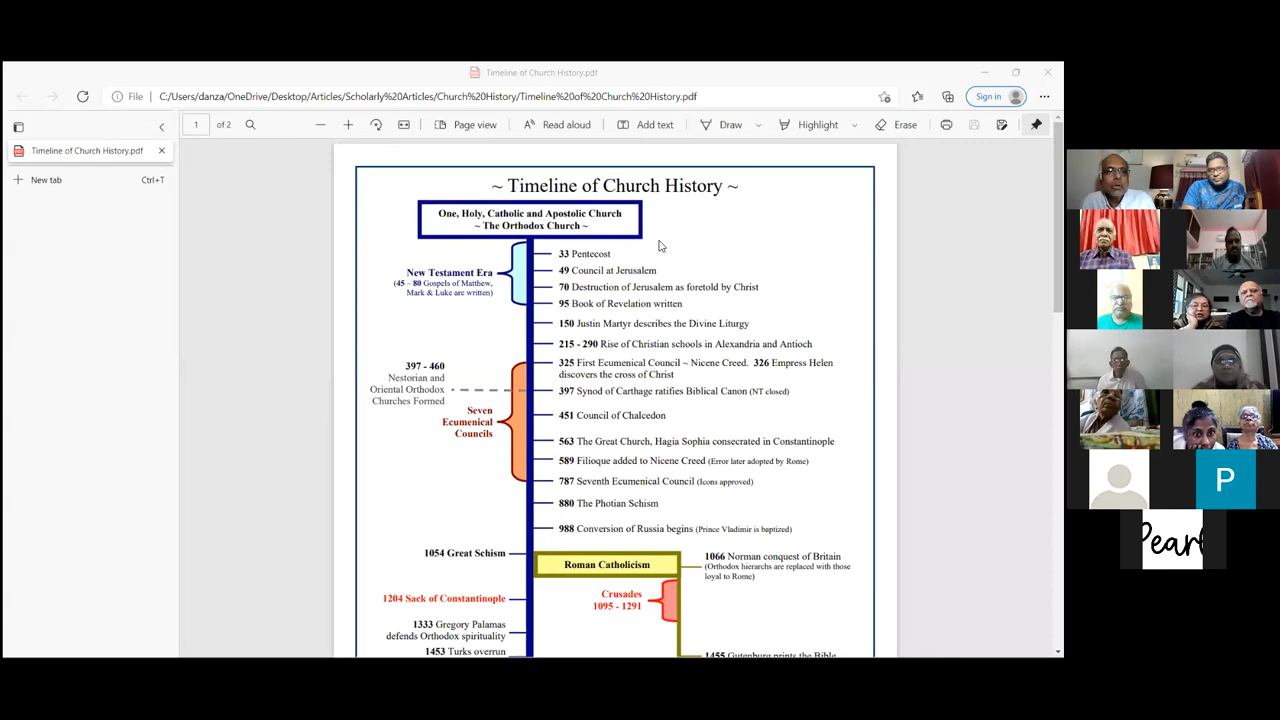 Timeline of Church History.pdf
File
C:/Users/danza/OneDrive/Desktop/Articles/Scholarly%20Articles/Church%20History/Timeline%20of%20Church%20History.pdf
Sign in
1 of 2
Page view
Read aloud
Add text
Draw
Highlight
Erase
Timeline of Church History.pdf
New tab
Ctrl+T
~ Timeline of Church History ~
One, Holy, Catholic and Apostolic Church
~ The Orthodox Church ~
New Testament Era
(45 – 80 Gospels of Matthew,
Mark & Luke are written)
33 Pentecost
49 Council at Jerusalem
70 Destruction of Jerusalem as foretold by Christ
95 Book of Revelation written
150 Justin Martyr describes the Divine Liturgy
215 - 290 Rise of Christian schools in Alexandria and Antioch
325 First Ecumenical Council ~ Nicene Creed. 326 Empress Helen
discovers the cross of Christ
397 - 460
Nestorian and
Oriental Orthodox
Churches Formed
397 Synod of Carthage ratifies Biblical Canon (NT closed)
Seven
Ecumenical
Councils
451 Council of Chalcedon
563 The Great Church, Hagia Sophia consecrated in Constantinople
589 Filioque added to Nicene Creed (Error later adopted by Rome)
787 Seventh Ecumenical Council (Icons approved)
880 The Photian Schism
988 Conversion of Russia begins (Prince Vladimir is baptized)
1054 Great Schism
Roman Catholicism
1066 Norman conquest of Britain
(Orthodox hierarchs are replaced with those
loyal to Rome)
1204 Sack of Constantinople
Crusades
1095 - 1291
1333 Gregory Palamas
defends Orthodox spirituality
1453 Turks overrun
1455 Gutenburg prints the Bible
P
Pearl